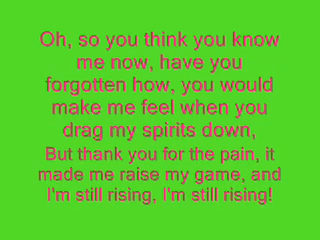 Oh, so you think you know
me now, have you
forgotten how, you would
make me feel when you
drag my spirits down,
But thank you for the pain, it
made me raise my game, and
I'm still rising, I'm still rising!